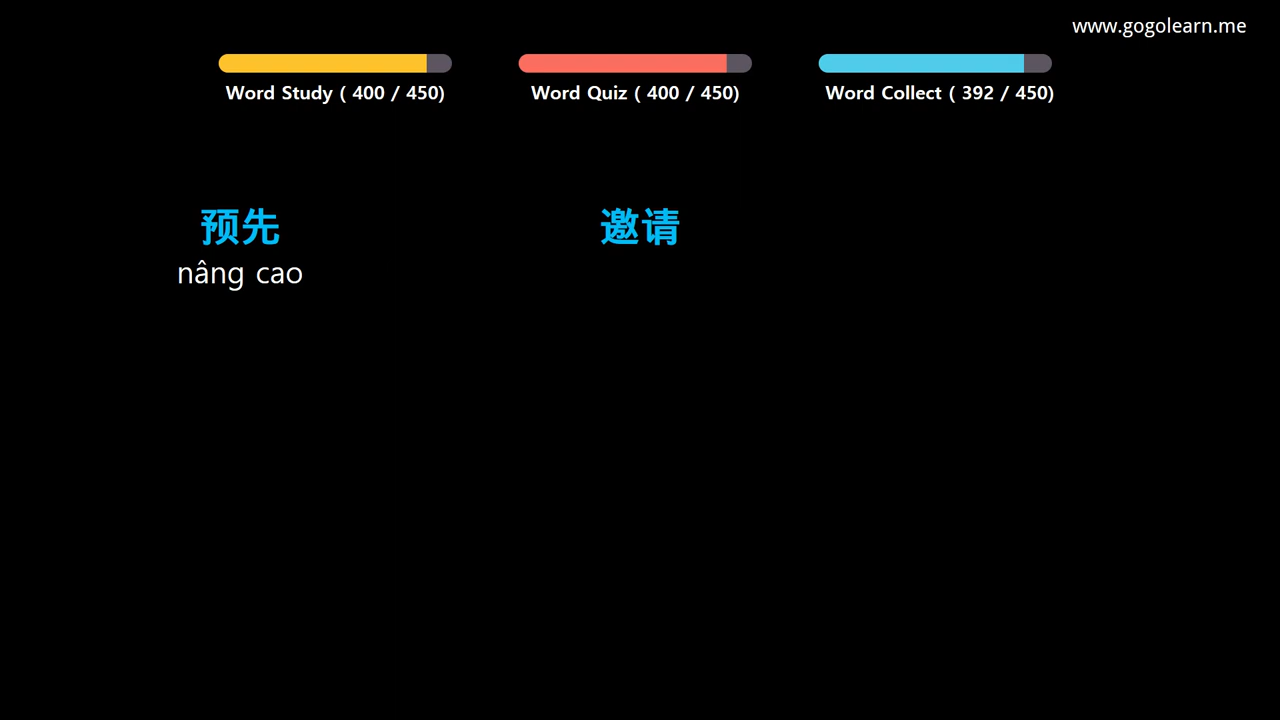 www.gogolearn.me
Word Study ( 400 / 450)
Word Quiz ( 400 / 450)
Word Collect ( 392 / 450)
预先
nâng cao
邀请